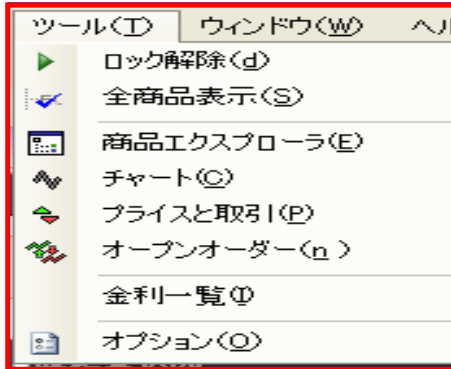 ツール(T) ウィンドウ(W)
ロック解除(d)
全商品表示(S)
商品エクスプローラ(E)
チャート(C)
プライスと取引(P)
オープンオーダー(n )
金利一覧(I)
オプション(O)